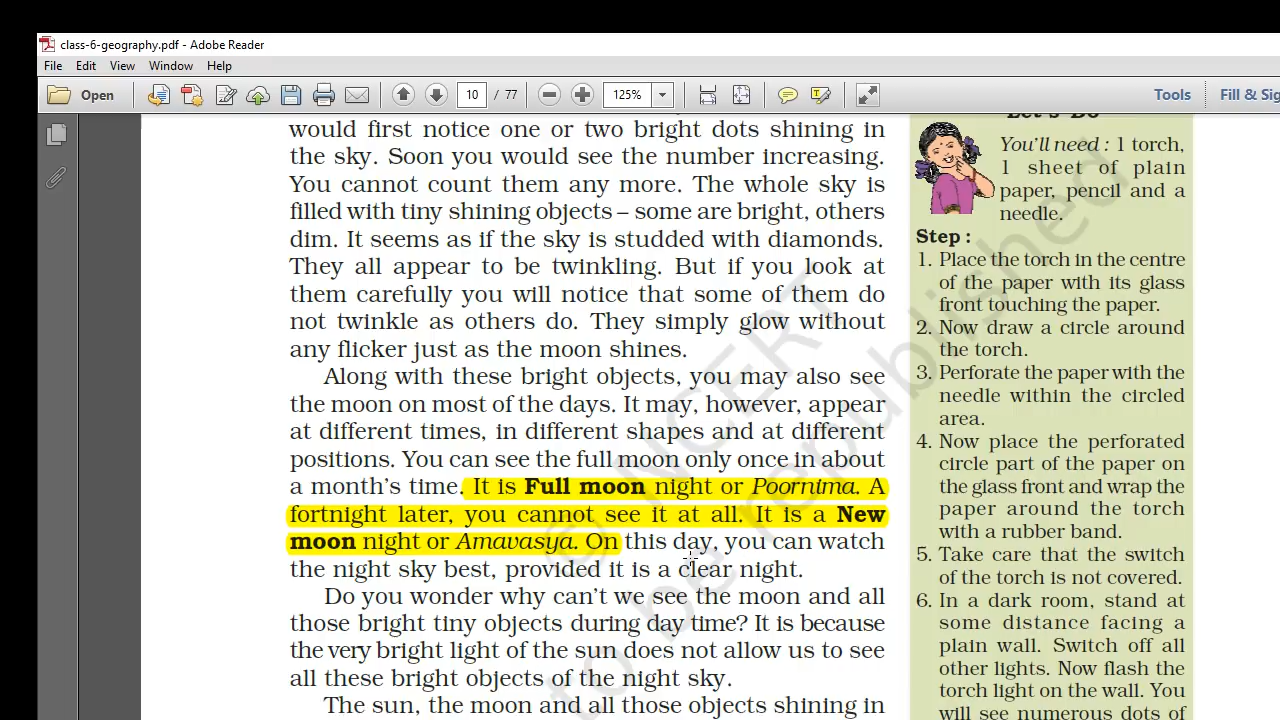 class-6-geography.pdf - Adobe Reader
File Edit View Window Help
Open 10 / 77 125% Tools Fill & Sig
would first notice one or two bright dots shining in
the sky. Soon you would see the number increasing.
You cannot count them any more. The whole sky is
filled with tiny shining objects – some are bright, others
dim. It seems as if the sky is studded with diamonds.
They all appear to be twinkling. But if you look at
them carefully you will notice that some of them do
not twinkle as others do. They simply glow without
any flicker just as the moon shines.
Along with these bright objects, you may also see
the moon on most of the days. It may, however, appear
at different times, in different shapes and at different
positions. You can see the full moon only once in about
a month's time. It is Full moon night or Poornima. A
fortnight later, you cannot see it at all. It is a New
moon night or Amavasya. On this day, you can watch
the night sky best, provided it is a clear night.
Do you wonder why can't we see the moon and all
those bright tiny objects during day time? It is because
the very bright light of the sun does not allow us to see
all these bright objects of the night sky.
The sun, the moon and all those objects shining in
Let's Do
You'll need : 1 torch,
1 sheet of plain
paper, pencil and a
needle.
Step :
1. Place the torch in the centre
of the paper with its glass
front touching the paper.
2. Now draw a circle around
the torch.
3. Perforate the paper with the
needle within the circled
area.
4. Now place the perforated
circle part of the paper on
the glass front and wrap the
paper around the torch
with a rubber band.
5. Take care that the switch
of the torch is not covered.
6. In a dark room, stand at
some distance facing a
plain wall. Switch off all
other lights. Now flash the
torch light on the wall. You
will see numerous dots of
© NCERT
to be republished